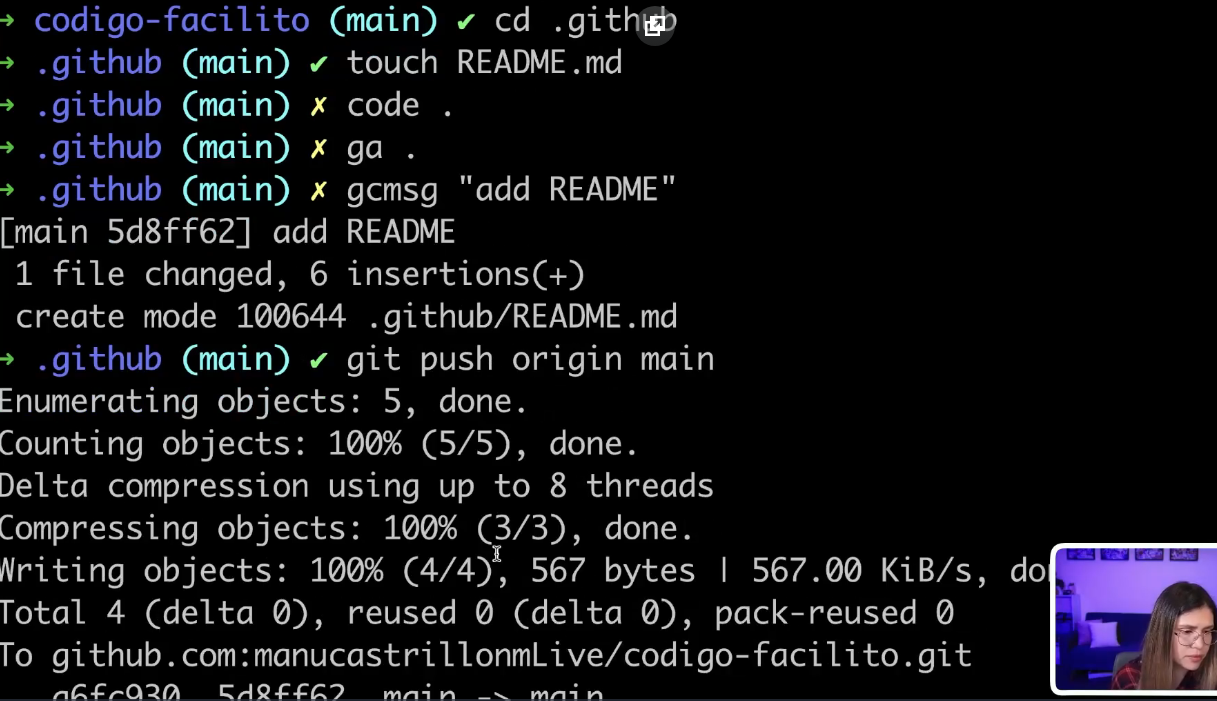 → codigo-facilito (main) ✔ cd .github
→ .github (main) ✔ touch README.md
→ .github (main) ✗ code .
→ .github (main) ✗ ga .
→ .github (main) ✗ gcmsg "add README"
[main 5d8ff62] add README
1 file changed, 6 insertions(+)
create mode 100644 .github/README.md
→ .github (main) ✔ git push origin main
Enumerating objects: 5, done.
Counting objects: 100% (5/5), done.
Delta compression using up to 8 threads
Compressing objects: 100% (3/3), done.
Writing objects: 100% (4/4), 567 bytes | 567.00 KiB/s, do
Total 4 (delta 0), reused 0 (delta 0), pack-reused 0
To github.com:manucastrillonmLive/codigo-facilito.git
a6fc930..5d8ff62 main -> main